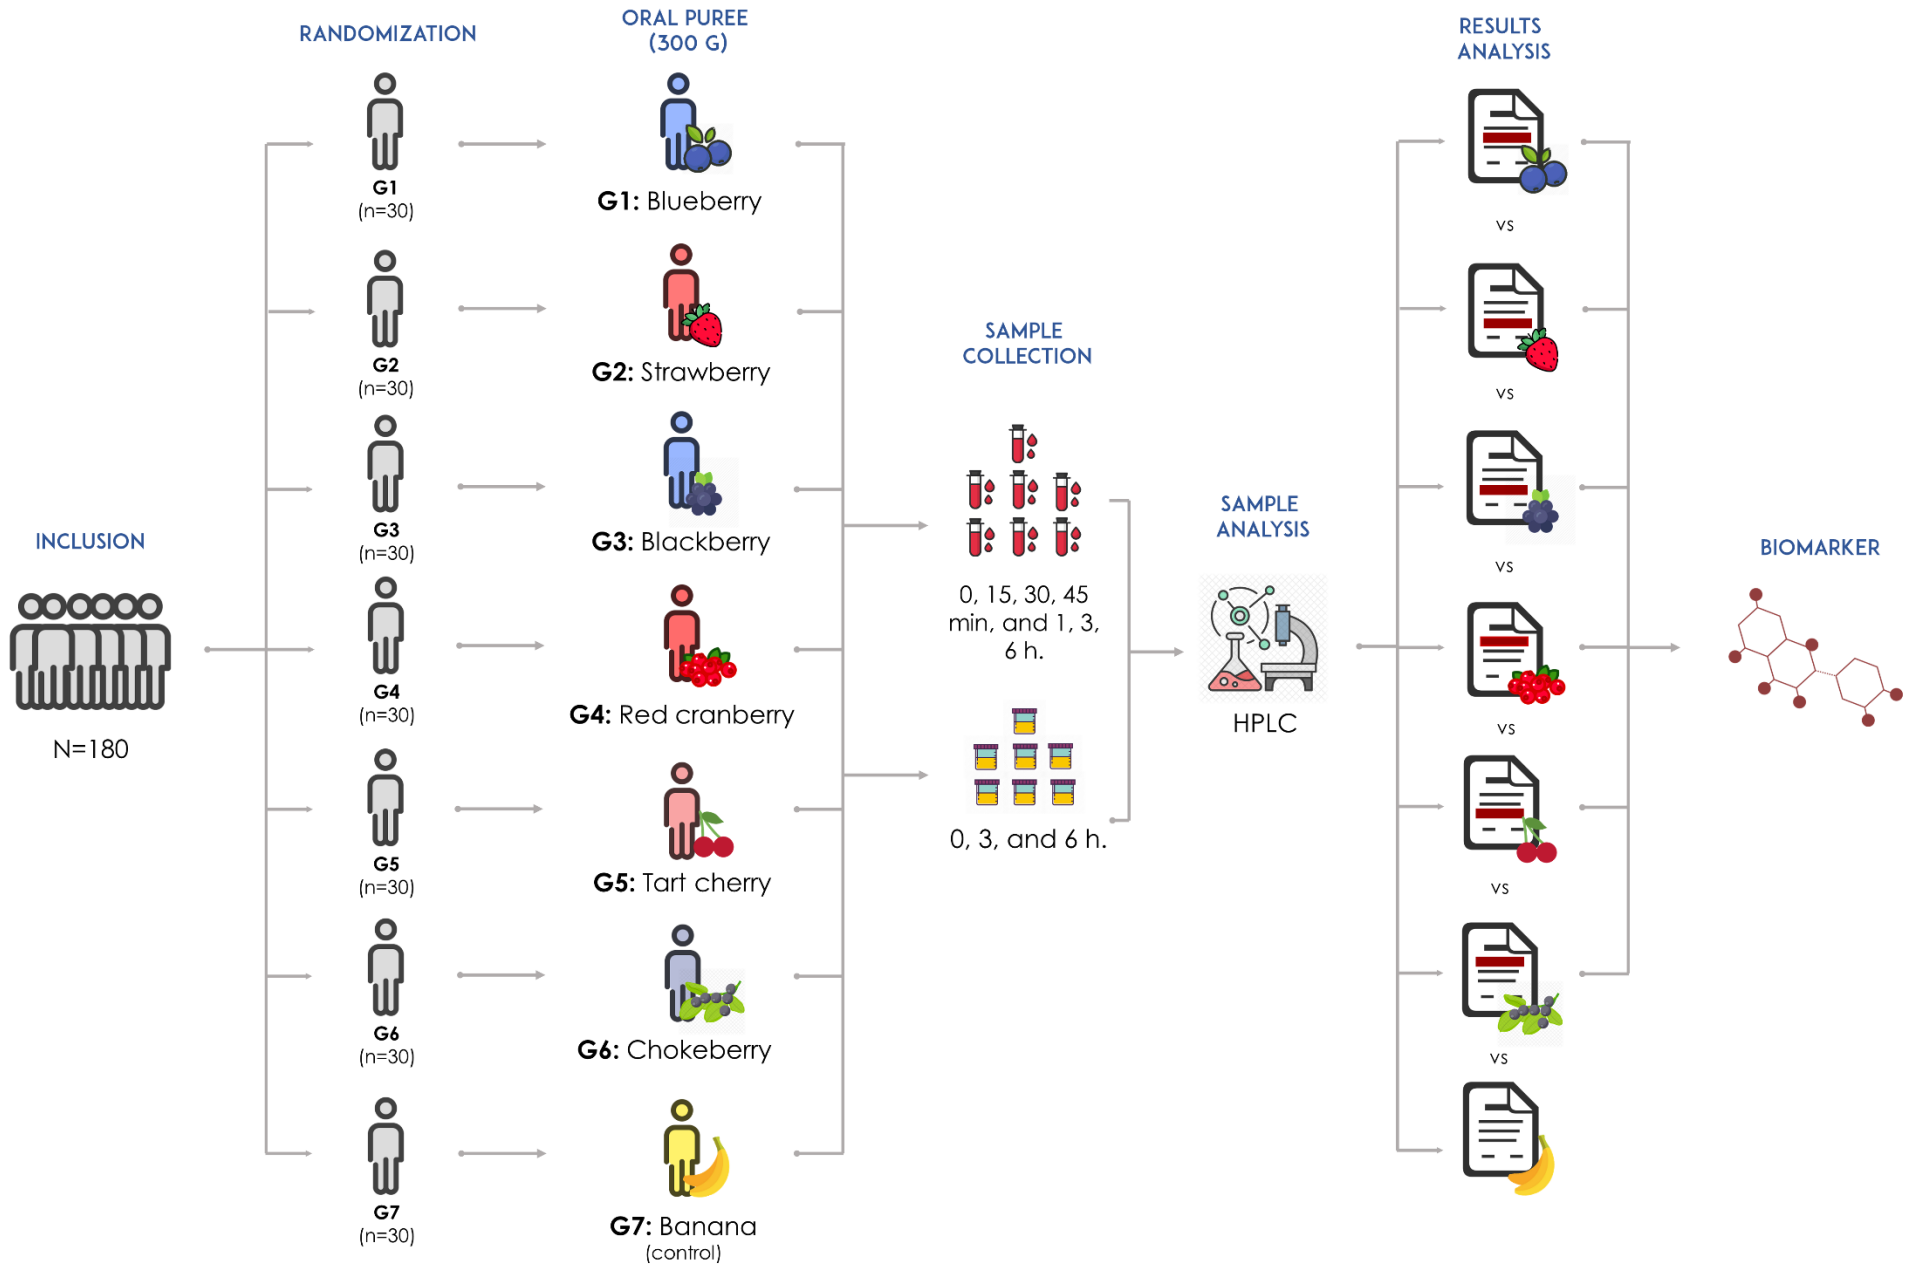 INCLUSION
N=180
RANDOMIZATION
G1
(n=30)
G2
(n=30)
G3
(n=30)
G4
(n=30)
G5
(n=30)
G6
(n=30)
G7
(n=30)
ORAL PUREE
(300 G)
G1: Blueberry
G2: Strawberry
G3: Blackberry
G4: Red cranberry
G5: Tart cherry
G6: Chokeberry
G7: Banana
(control)
SAMPLE
COLLECTION
0, 15, 30, 45
min, and 1, 3,
6 h.
0, 3, and 6 h.
SAMPLE
ANALYSIS
HPLC
RESULTS
ANALYSIS
vs
vs
vs
vs
vs
vs
BIOMARKER